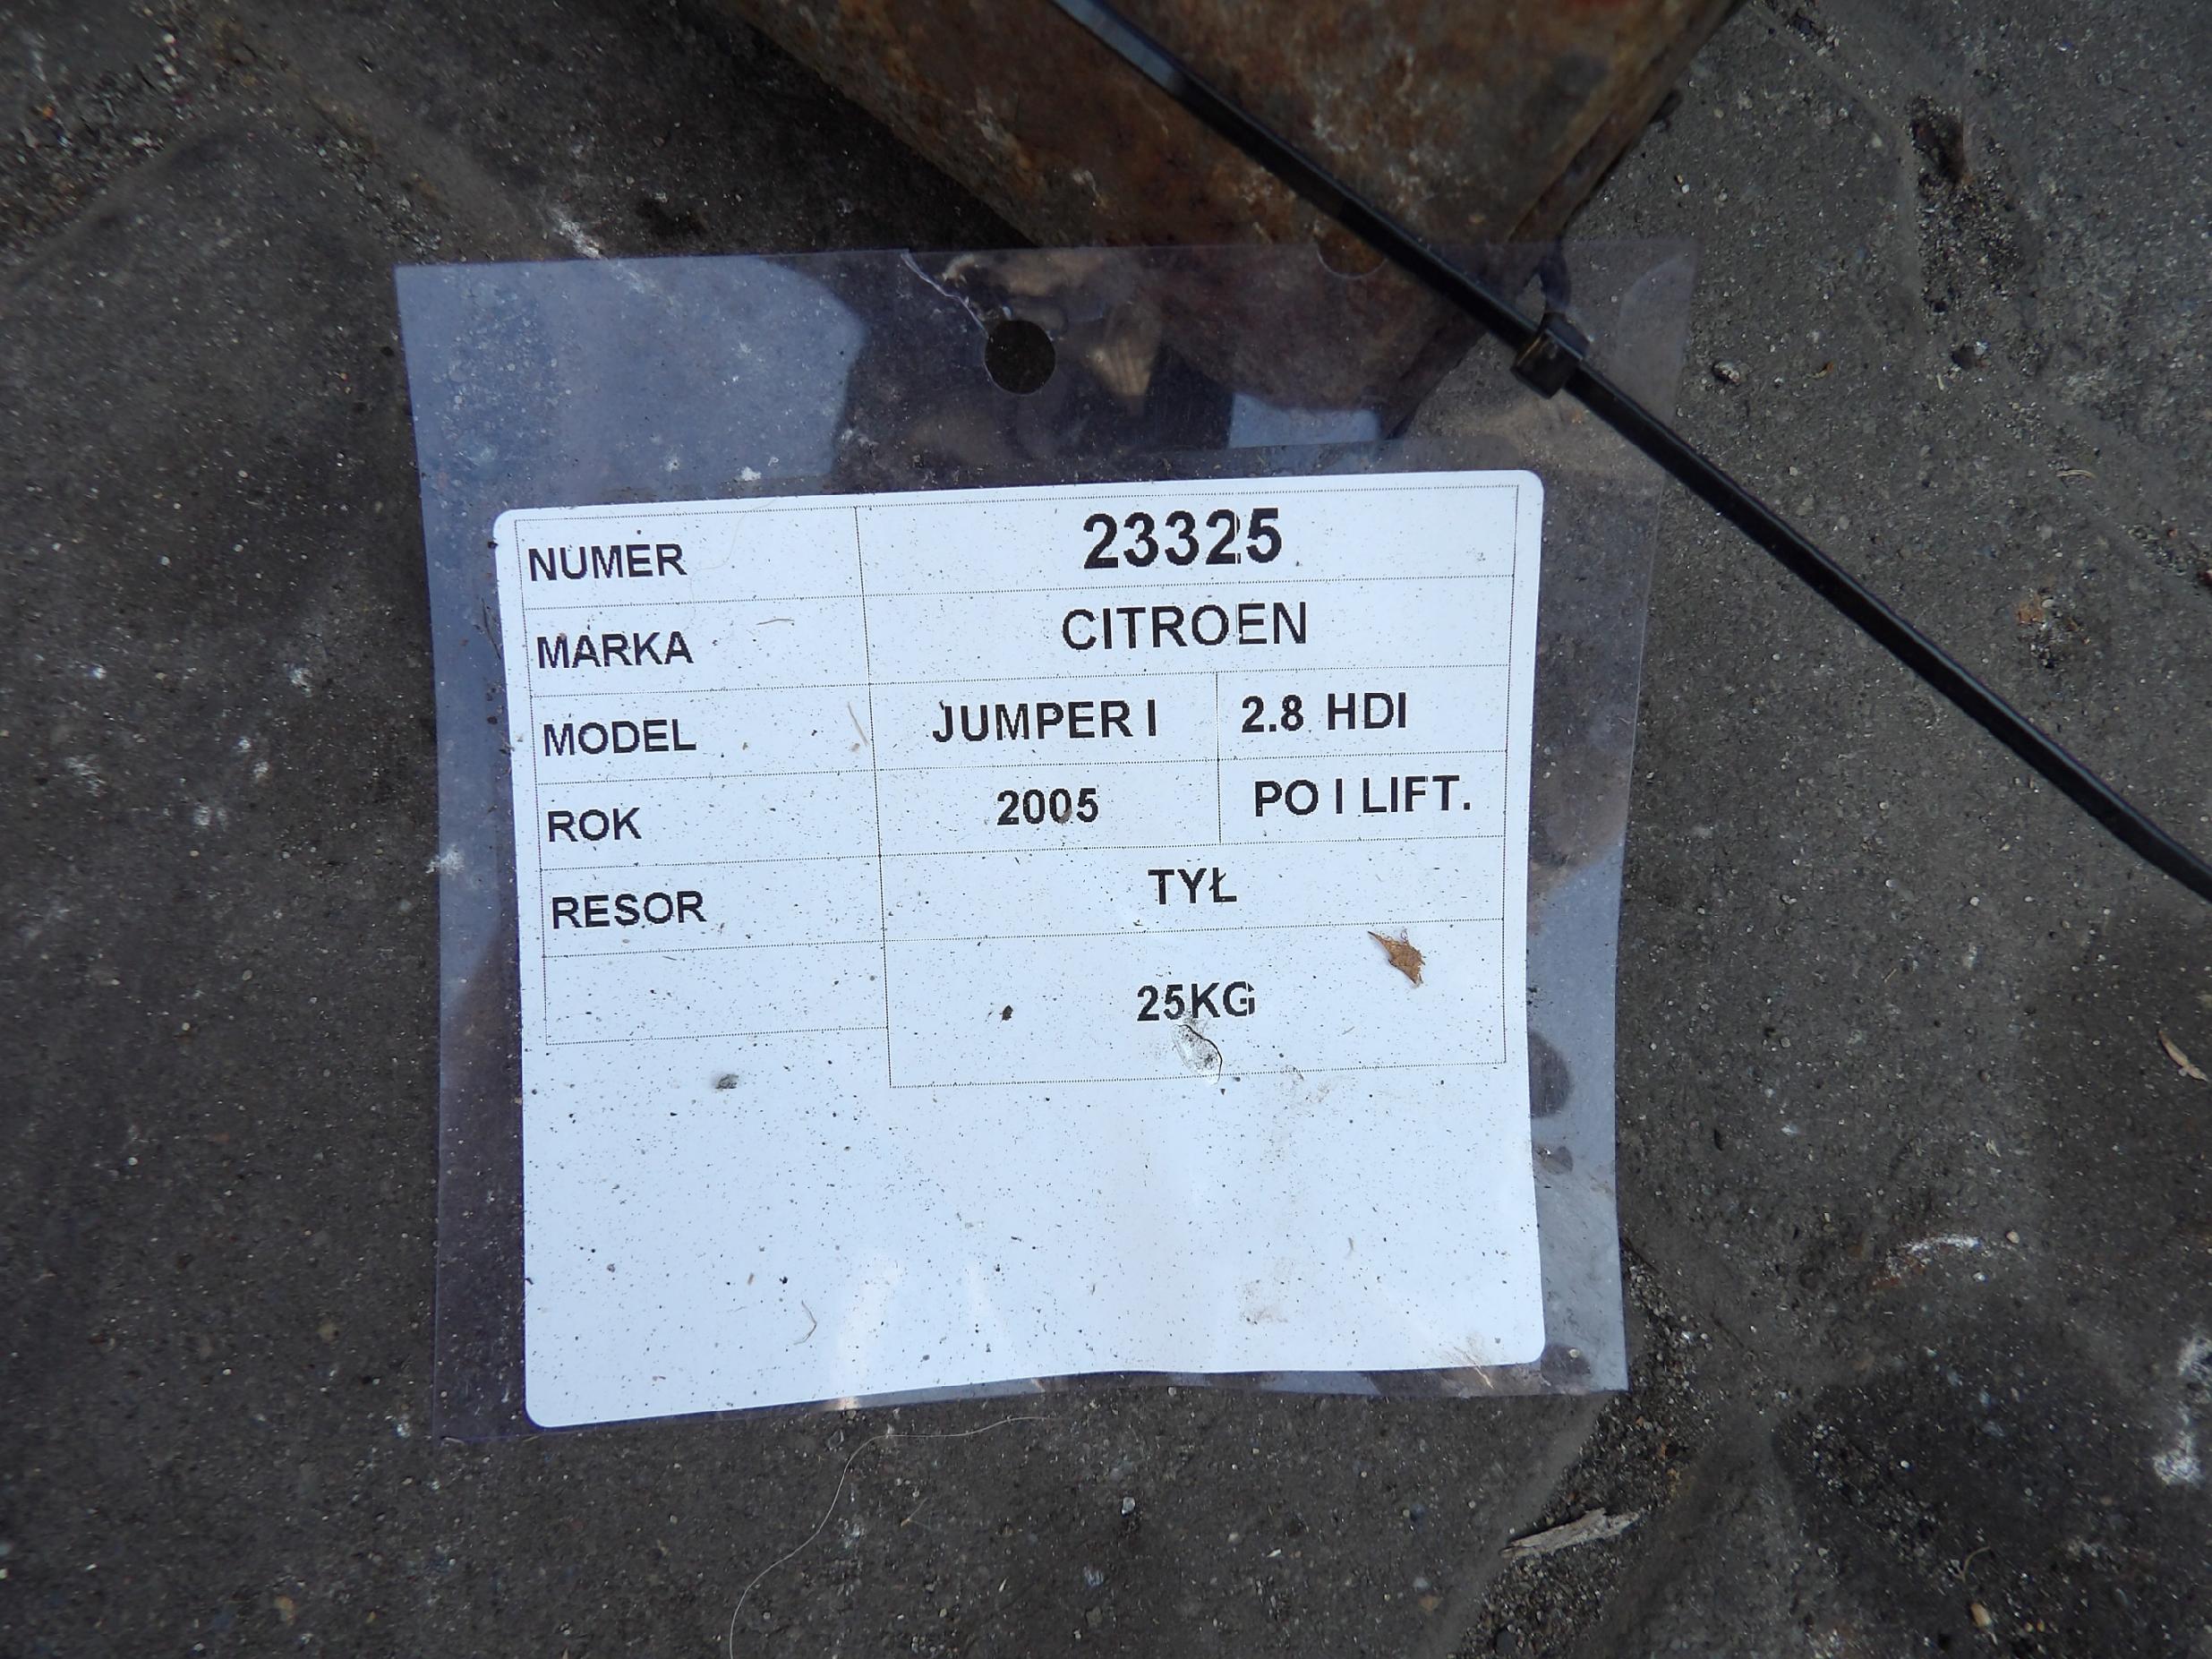 NUMER 23325
MARKA CITROEN
MODEL JUMPER I 2.8 HDI
ROK 2005 PO I LIFT.
RESOR TYŁ
25KG